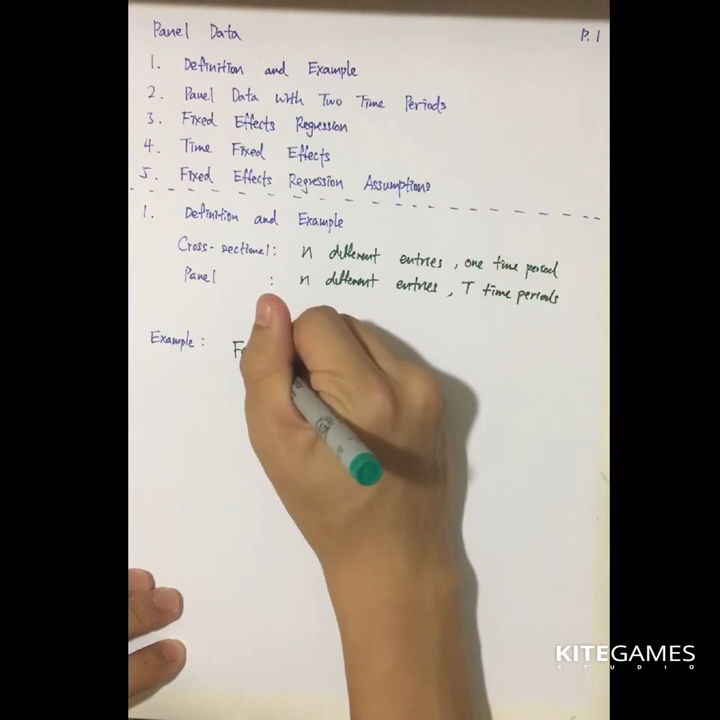 Panel Data P.1
1. Definition and Example
2. Panel Data with Two Time Periods
3. Fixed Effects Regression
4. Time Fixed Effects
5. Fixed Effects Regression Assumptions
1. Definition and Example
Cross-sectional: n different entries, one time period
Panel : n different entries, T time periods
Example:
KITEGAMES
STUDIO